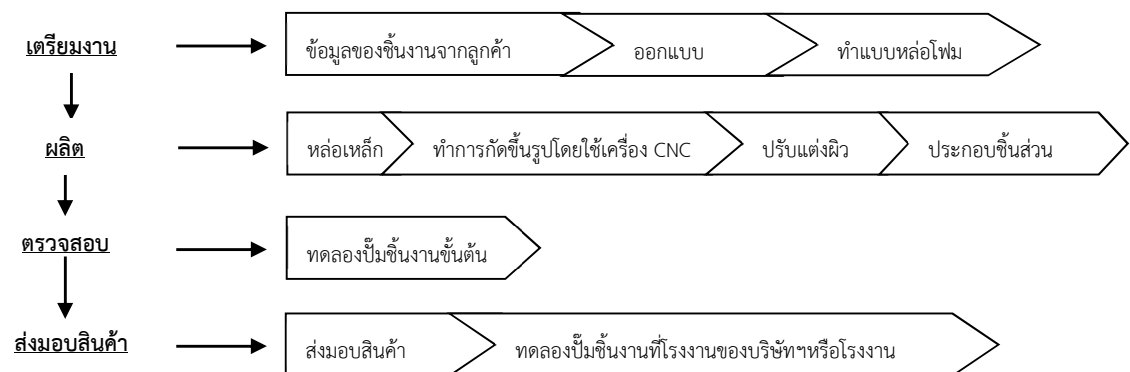 เตรียมงาน
ข้อมูลของชิ้นงานจากลูกค้า
ออกแบบ
ทำแบบหล่อโฟม
ผลิต
หล่อเหล็ก
ทำการกัดขึ้นรูปโดยใช้เครื่อง CNC
ปรับแต่งผิว
ประกอบชิ้นส่วน
ตรวจสอบ
ทดลองปั๊มชิ้นงานขั้นต้น
ส่งมอบสินค้า
ส่งมอบสินค้า
ทดลองปั๊มชิ้นงานที่โรงงานของบริษัทฯหรือโรงงาน